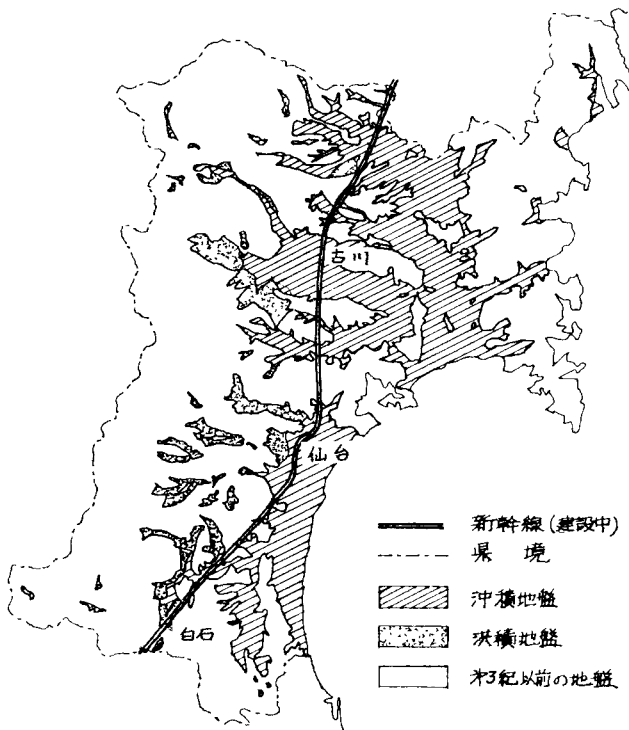 古川
仙台
白石
新幹線(建設中)
県 境
沖積地盤
洪積地盤
第3紀以前の地盤